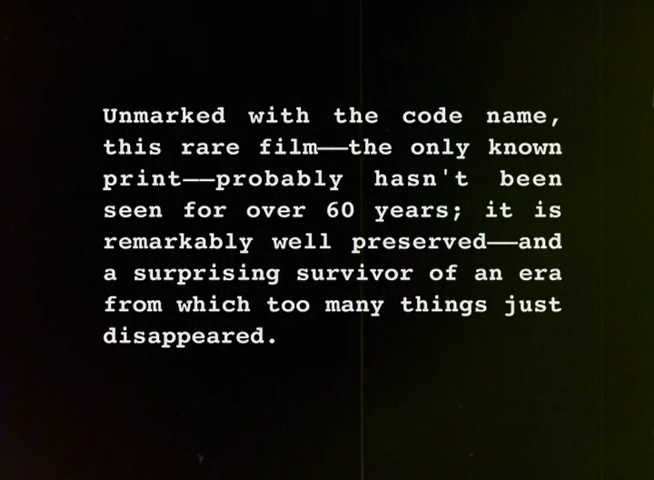 Unmarked with the code name,
this rare film——the only known
print——probably hasn't been
seen for over 60 years; it is
remarkably well preserved——and
a surprising survivor of an era
from which too many things just
disappeared.